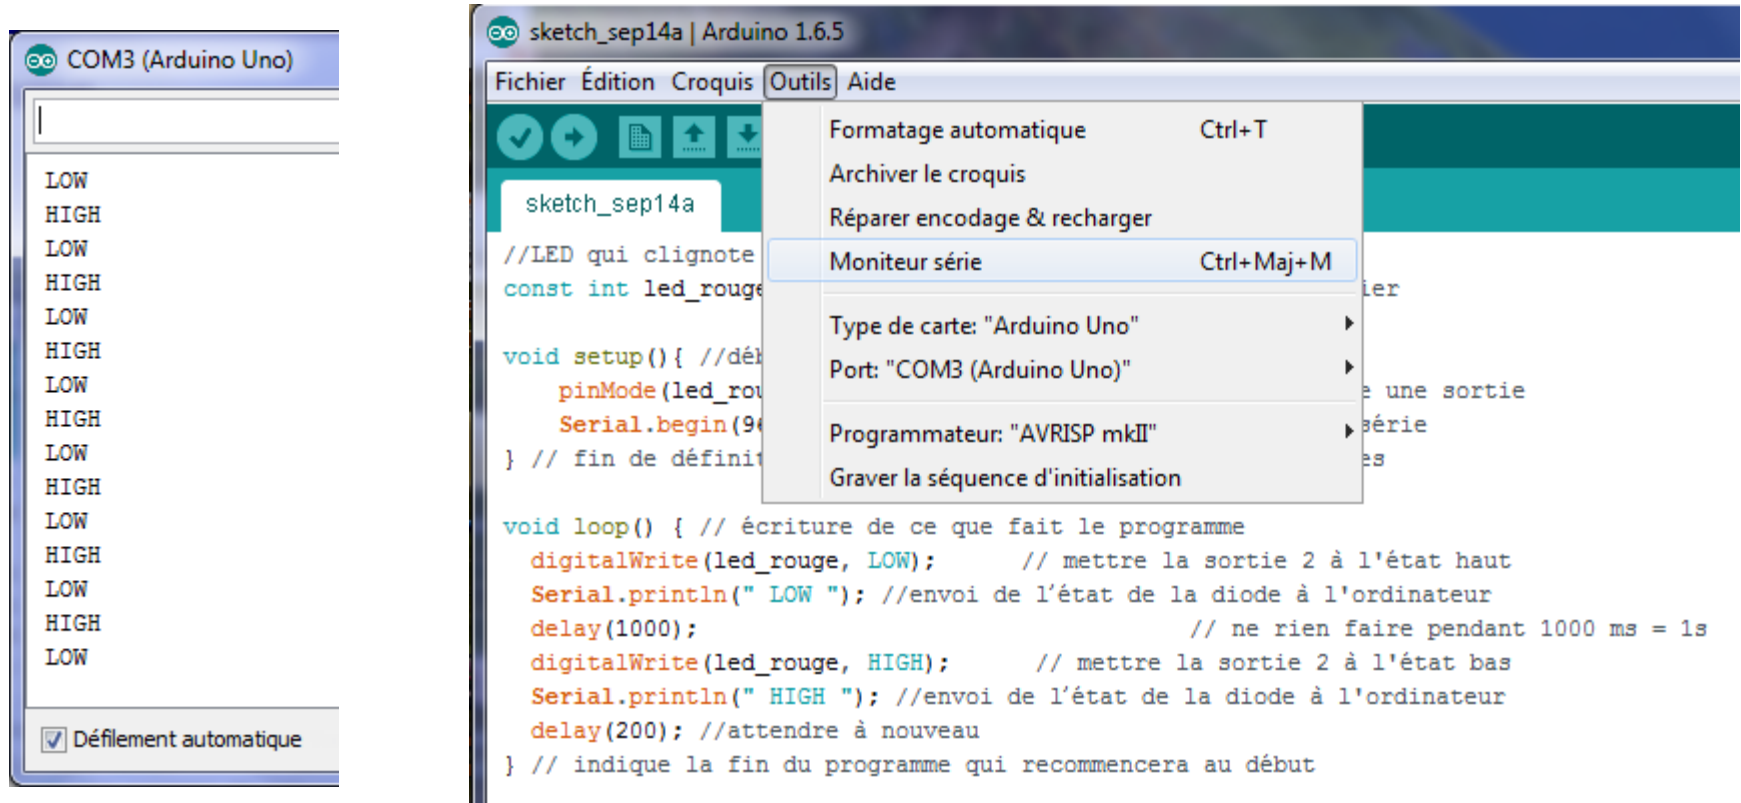 COM3 (Arduino Uno)
LOW
HIGH
LOW
HIGH
LOW
HIGH
LOW
HIGH
LOW
HIGH
LOW
HIGH
LOW
HIGH
LOW
Défilement automatique
sketch_sep14a | Arduino 1.6.5
Fichier Édition Croquis Outils Aide
Formatage automatique Ctrl+T
Archiver le croquis
Réparer encodage & recharger
Moniteur série Ctrl+Maj+M
Type de carte: "Arduino Uno"
Port: "COM3 (Arduino Uno)"
Programmateur: "AVRISP mkII"
Graver la séquence d'initialisation
sketch_sep14a
//LED qui clignote
const int led_rouge
void setup(){ //
pinMode(led_ une sortie
Serial.begin( série
} // fin de
void loop() { // écriture de ce que fait le programme
digitalWrite(led_rouge, LOW); // mettre la sortie 2 à l'état haut
Serial.println(" LOW "); //envoi de l'état de la diode à l'ordinateur
delay(1000); // ne rien faire pendant 1000 ms = 1s
digitalWrite(led_rouge, HIGH); // mettre la sortie 2 à l'état bas
Serial.println(" HIGH "); //envoi de l'état de la diode à l'ordinateur
delay(200); //attendre à nouveau
} // indique la fin du programme qui recommencera au début